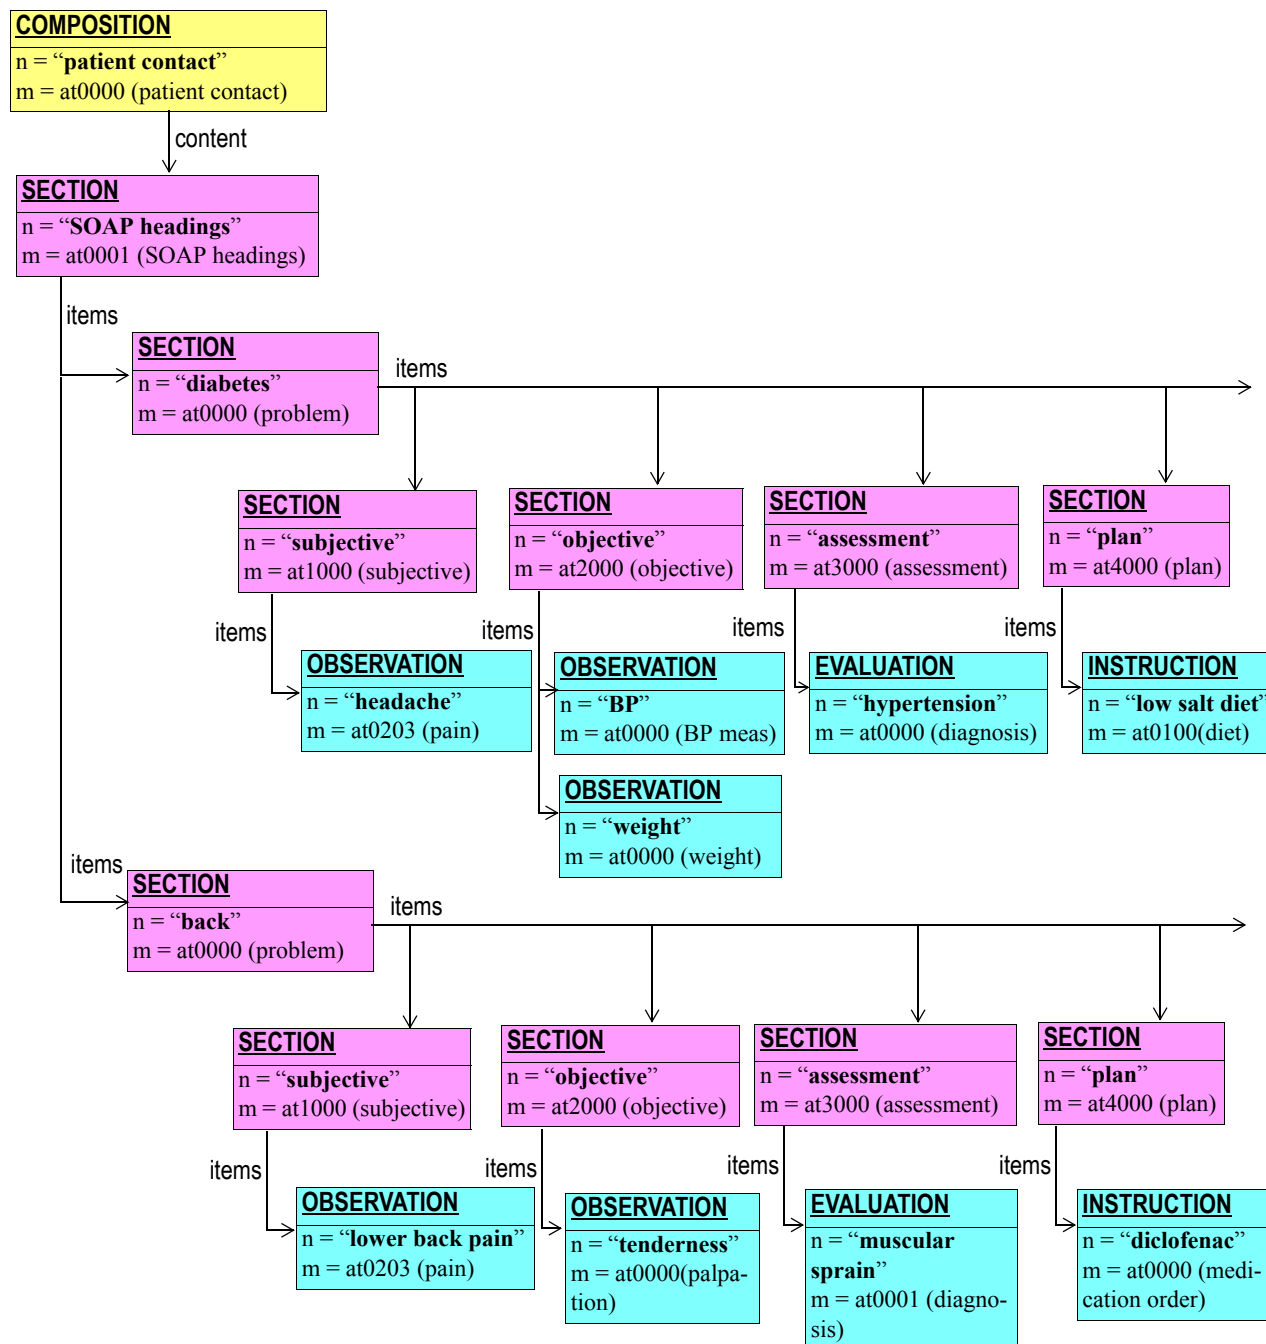 COMPOSITION
n = “patient contact”
m = at0000 (patient contact)
content
SECTION
n = “SOAP headings”
m = at0001 (SOAP headings)
items
SECTION
n = “diabetes”
m = at0000 (problem)
items
SECTION
n = “subjective”
m = at1000 (subjective)
SECTION
n = “objective”
m = at2000 (objective)
SECTION
n = “assessment”
m = at3000 (assessment)
SECTION
n = “plan”
m = at4000 (plan)
items
OBSERVATION
n = “headache”
m = at0203 (pain)
items
OBSERVATION
n = “BP”
m = at0000 (BP meas)
OBSERVATION
n = “weight”
m = at0000 (weight)
items
EVALUATION
n = “hypertension”
m = at0000 (diagnosis)
items
INSTRUCTION
n = “low salt diet”
m = at0100(diet)
items
SECTION
n = “back”
m = at0000 (problem)
items
SECTION
n = “subjective”
m = at1000 (subjective)
SECTION
n = “objective”
m = at2000 (objective)
SECTION
n = “assessment”
m = at3000 (assessment)
SECTION
n = “plan”
m = at4000 (plan)
items
OBSERVATION
n = “lower back pain”
m = at0203 (pain)
items
OBSERVATION
n = “tenderness”
m = at0000(palpa-
tion)
items
EVALUATION
n = “muscular
sprain”
m = at0001 (diagno-
sis)
items
INSTRUCTION
n = “diclofenac”
m = at0000 (medi-
cation order)